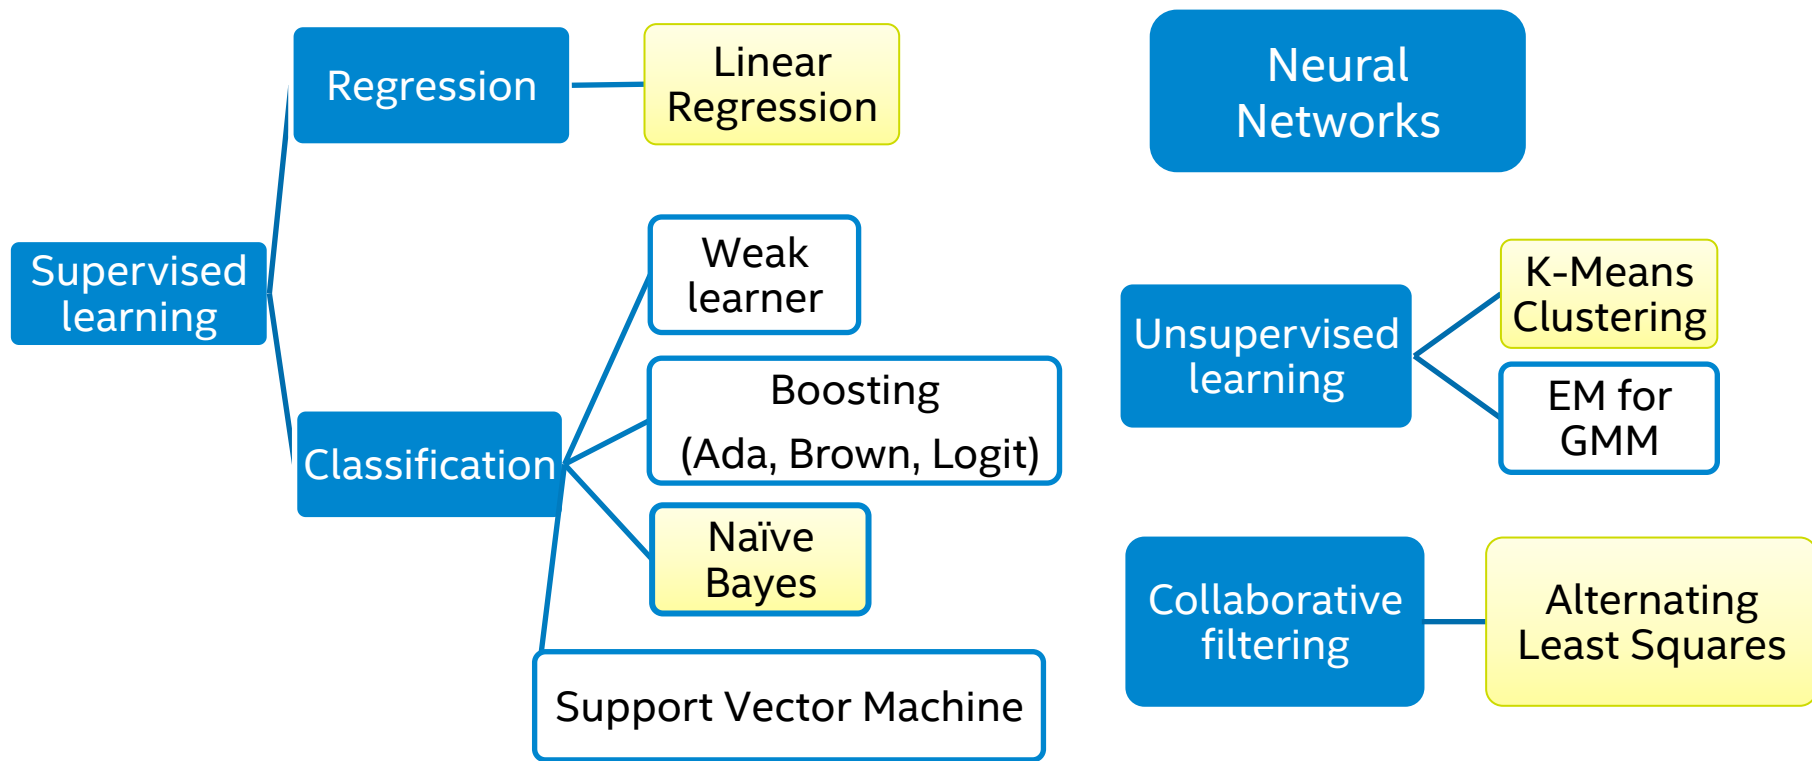 Regression
Linear
Regression
Neural
Networks
Supervised
learning
Weak
learner
Boosting
(Ada, Brown, Logit)
Classification
Naïve
Bayes
Support Vector Machine
Unsupervised
learning
K-Means
Clustering
EM for
GMM
Collaborative
filtering
Alternating
Least Squares